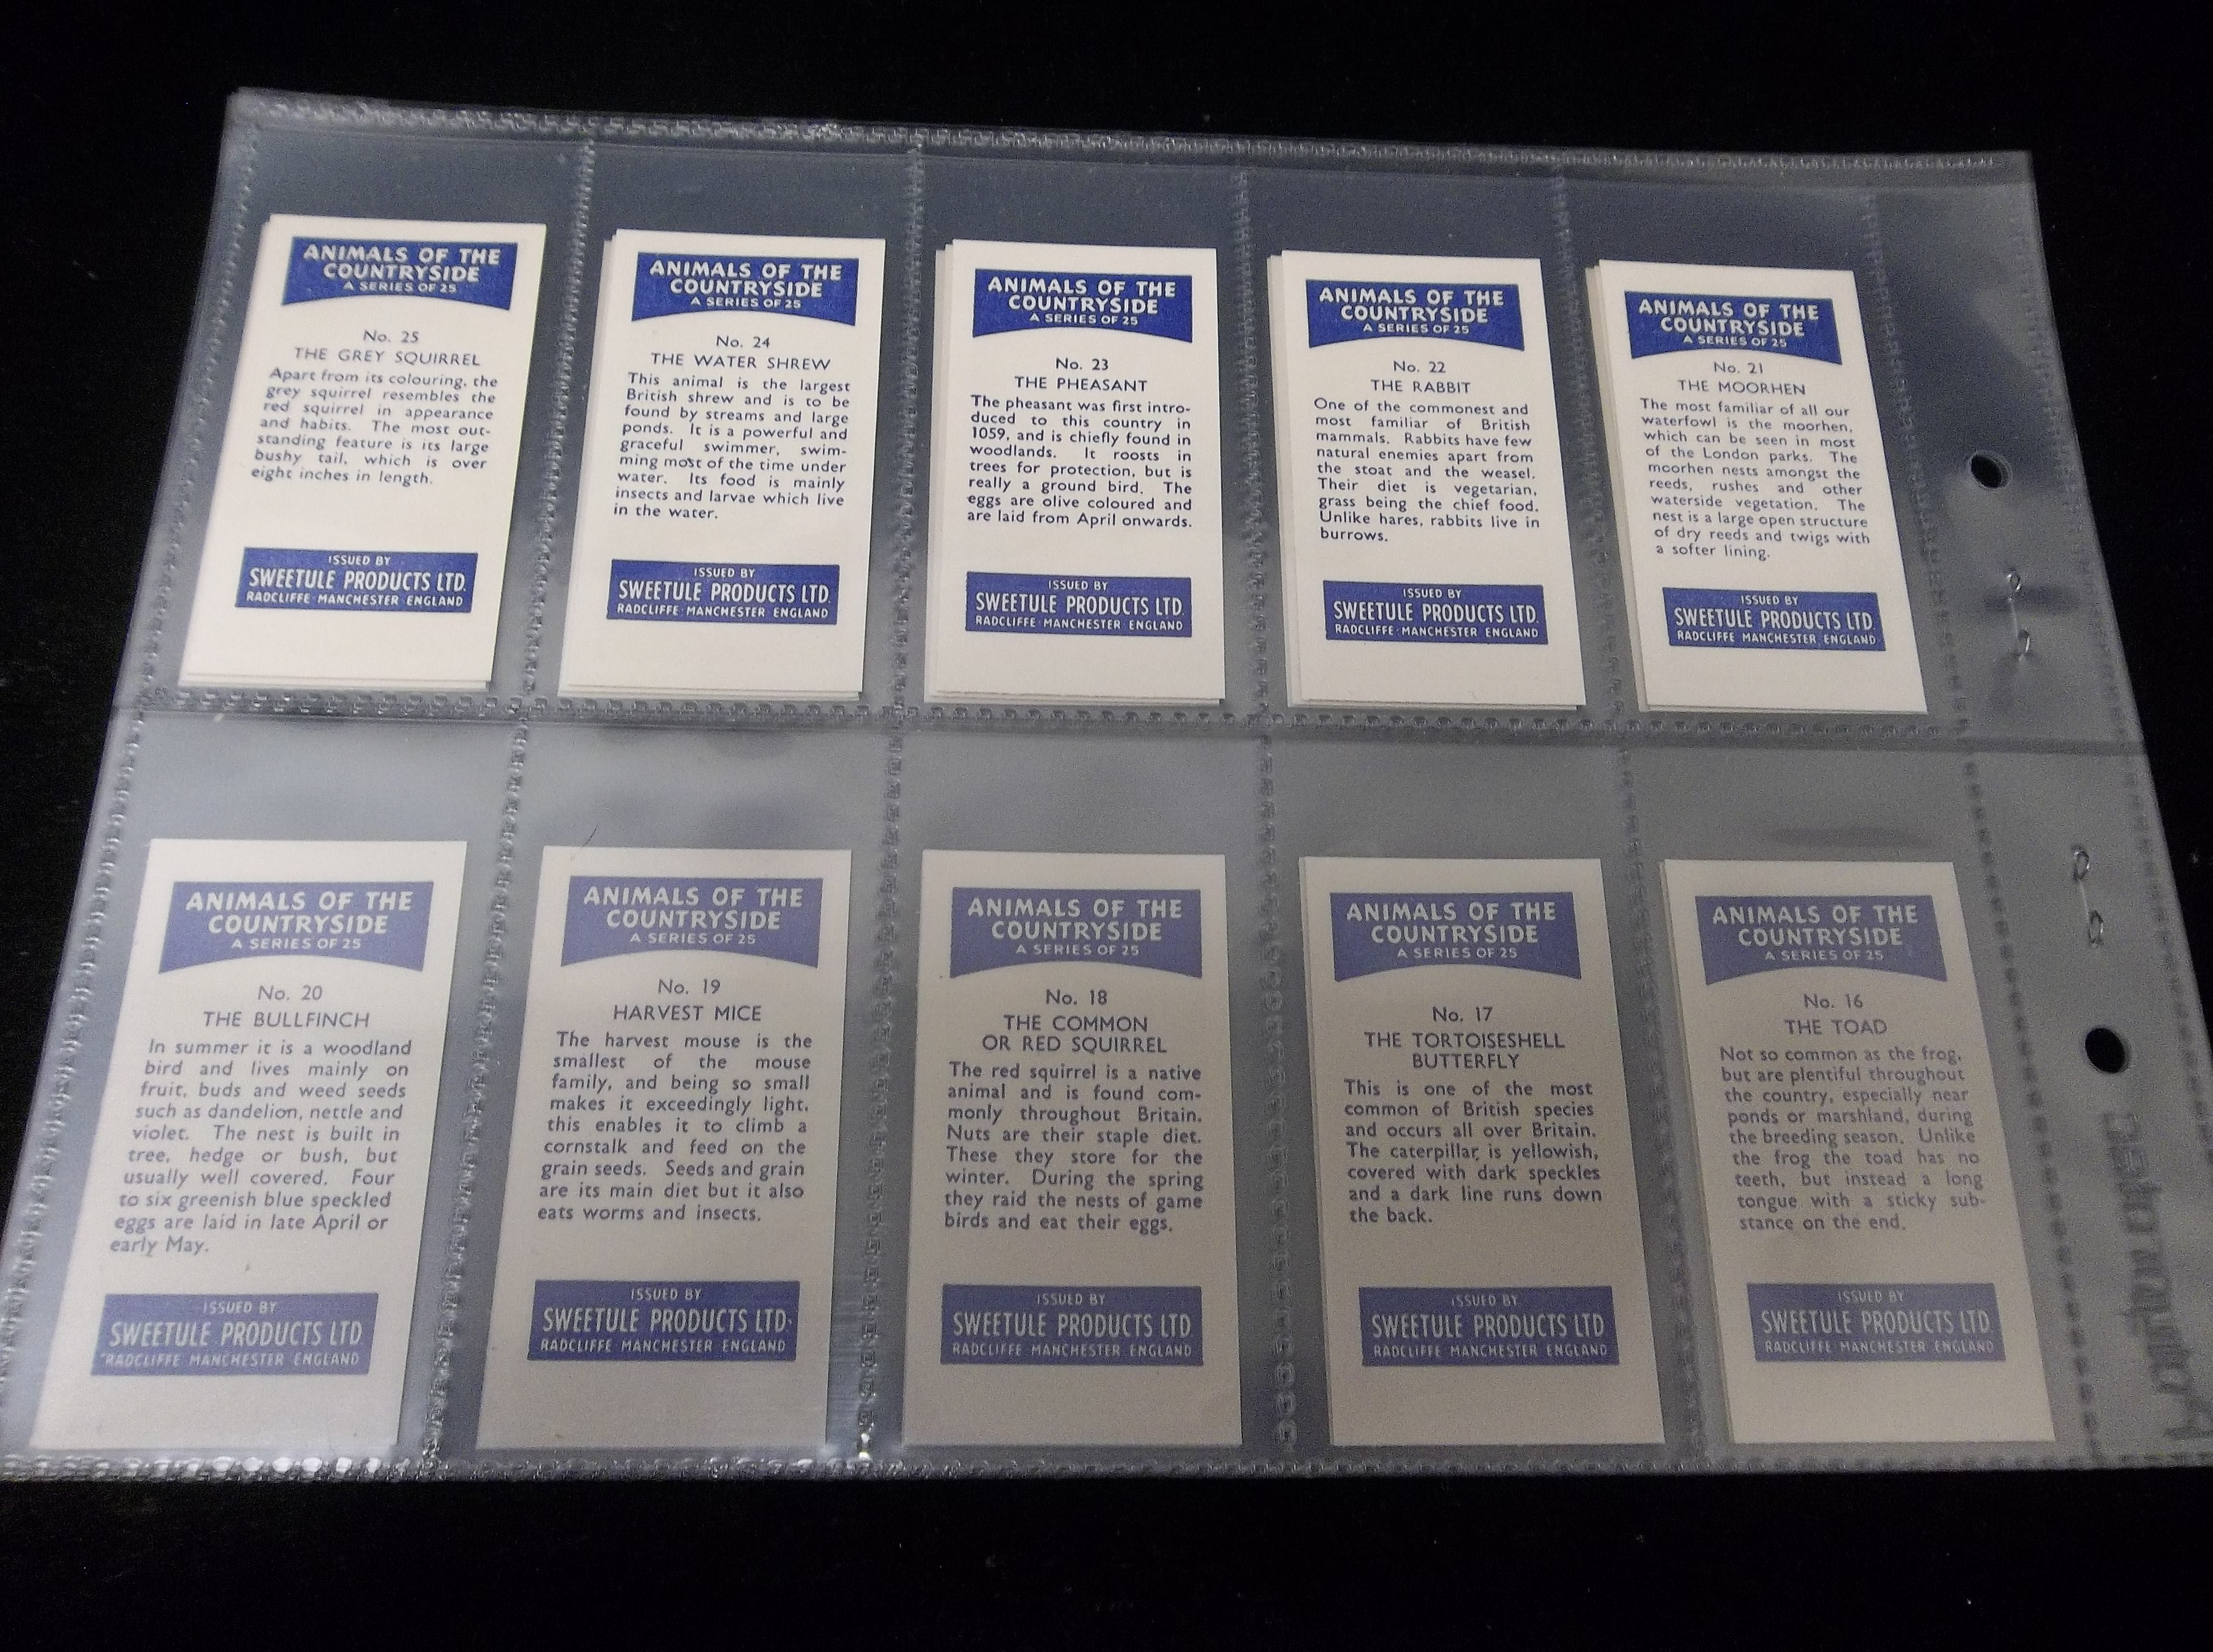 ANIMALS OF THE
COUNTRYSIDE
A SERIES OF 25
No. 25
THE GREY SQUIRREL
Apart from its colouring, the
grey squirrel resembles the
red squirrel in appearance
and habits. The most out-
standing feature is its large
bushy tail, which is over
eight inches in length.
ISSUED BY
SWEETULE PRODUCTS LTD.
RADCLIFFE · MANCHESTER ENGLAND
ANIMALS OF THE
COUNTRYSIDE
A SERIES OF 25
No. 24
THE WATER SHREW
This animal is the largest
British shrew and is to be
found by streams and large
ponds. It is a powerful and
graceful swimmer, swim-
ming most of the time under
water. Its food is mainly
insects and larvae which live
in the water.
ISSUED BY
SWEETULE PRODUCTS LTD.
RADCLIFFE · MANCHESTER ENGLAND
ANIMALS OF THE
COUNTRYSIDE
A SERIES OF 25
No. 23
THE PHEASANT
The pheasant was first intro-
duced to this country in
1059, and is chiefly found in
woodlands. It roosts in
trees for protection, but is
really a ground bird. The
eggs are olive coloured and
are laid from April onwards.
ISSUED BY
SWEETULE PRODUCTS LTD.
RADCLIFFE · MANCHESTER ENGLAND
ANIMALS OF THE
COUNTRYSIDE
A SERIES OF 25
No. 22
THE RABBIT
One of the commonest and
most familiar of British
mammals. Rabbits have few
natural enemies apart from
the stoat and the weasel.
Their diet is vegetarian,
grass being the chief food.
Unlike hares, rabbits live in
burrows.
ISSUED BY
SWEETULE PRODUCTS LTD.
RADCLIFFE · MANCHESTER ENGLAND
ANIMALS OF THE
COUNTRYSIDE
A SERIES OF 25
No. 21
THE MOORHEN
The most familiar of all our
waterfowl is the moorhen,
which can be seen in most
of the London parks. The
moorhen nests amongst the
reeds, rushes and other
waterside vegetation. The
nest is a large open structure
of dry reeds and twigs with
a softer lining.
ISSUED BY
SWEETULE PRODUCTS LTD.
RADCLIFFE MANCHESTER ENGLAND
ANIMALS OF THE
COUNTRYSIDE
A SERIES OF 25
No. 20
THE BULLFINCH
In summer it is a woodland
bird and lives mainly on
fruit, buds and weed seeds
such as dandelion, nettle and
violet. The nest is built in
tree, hedge or bush, but
usually well covered. Four
to six greenish blue speckled
eggs are laid in late April or
early May.
ISSUED BY
SWEETULE PRODUCTS LTD
RADCLIFFE MANCHESTER ENGLAND
ANIMALS OF THE
COUNTRYSIDE
A SERIES OF 25
No. 19
HARVEST MICE
The harvest mouse is the
smallest of the mouse
family, and being so small
makes it exceedingly light,
this enables it to climb a
cornstalk and feed on the
grain seeds. Seeds and grain
are its main diet but it also
eats worms and insects.
ISSUED BY
SWEETULE PRODUCTS LTD.
RADCLIFFE MANCHESTER ENGLAND
ANIMALS OF THE
COUNTRYSIDE
A SERIES OF 25
No. 18
THE COMMON
OR RED SQUIRREL
The red squirrel is a native
animal and is found com-
monly throughout Britain.
Nuts are their staple diet.
These they store for the
winter. During the spring
they raid the nests of game
birds and eat their eggs.
ISSUED BY
SWEETULE PRODUCTS LTD
RADCLIFFE MANCHESTER ENGLAND
ANIMALS OF THE
COUNTRYSIDE
A SERIES OF 25
No. 17
THE TORTOISESHELL
BUTTERFLY
This is one of the most
common of British species
and occurs all over Britain.
The caterpillar is yellowish,
covered with dark speckles
and a dark line runs down
the back.
ISSUED BY
SWEETULE PRODUCTS LTD
RADCLIFFE MANCHESTER ENGLAND
ANIMALS OF THE
COUNTRYSIDE
A SERIES OF 25
No. 16
THE TOAD
Not so common as the frog,
but are plentiful throughout
the country, especially near
ponds or marshland, during
the breeding season. Unlike
the frog the toad has no
teeth, but instead a long
tongue with a sticky sub-
stance on the end.
ISSUED BY
SWEETULE PRODUCTS LTD
RADCLIFFE MANCHESTER ENGLAND